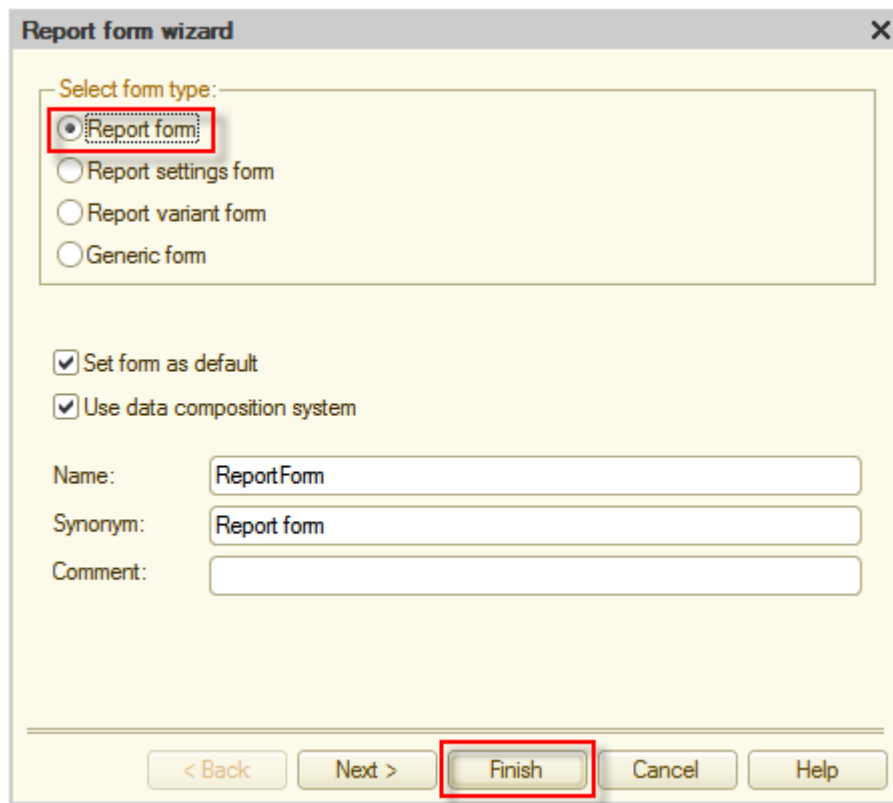 Report form wizard
Select form type:
Report form
Report settings form
Report variant form
Generic form
Set form as default
Use data composition system
Name: ReportForm
Synonym: Report form
Comment:
< Back Next > Finish Cancel Help